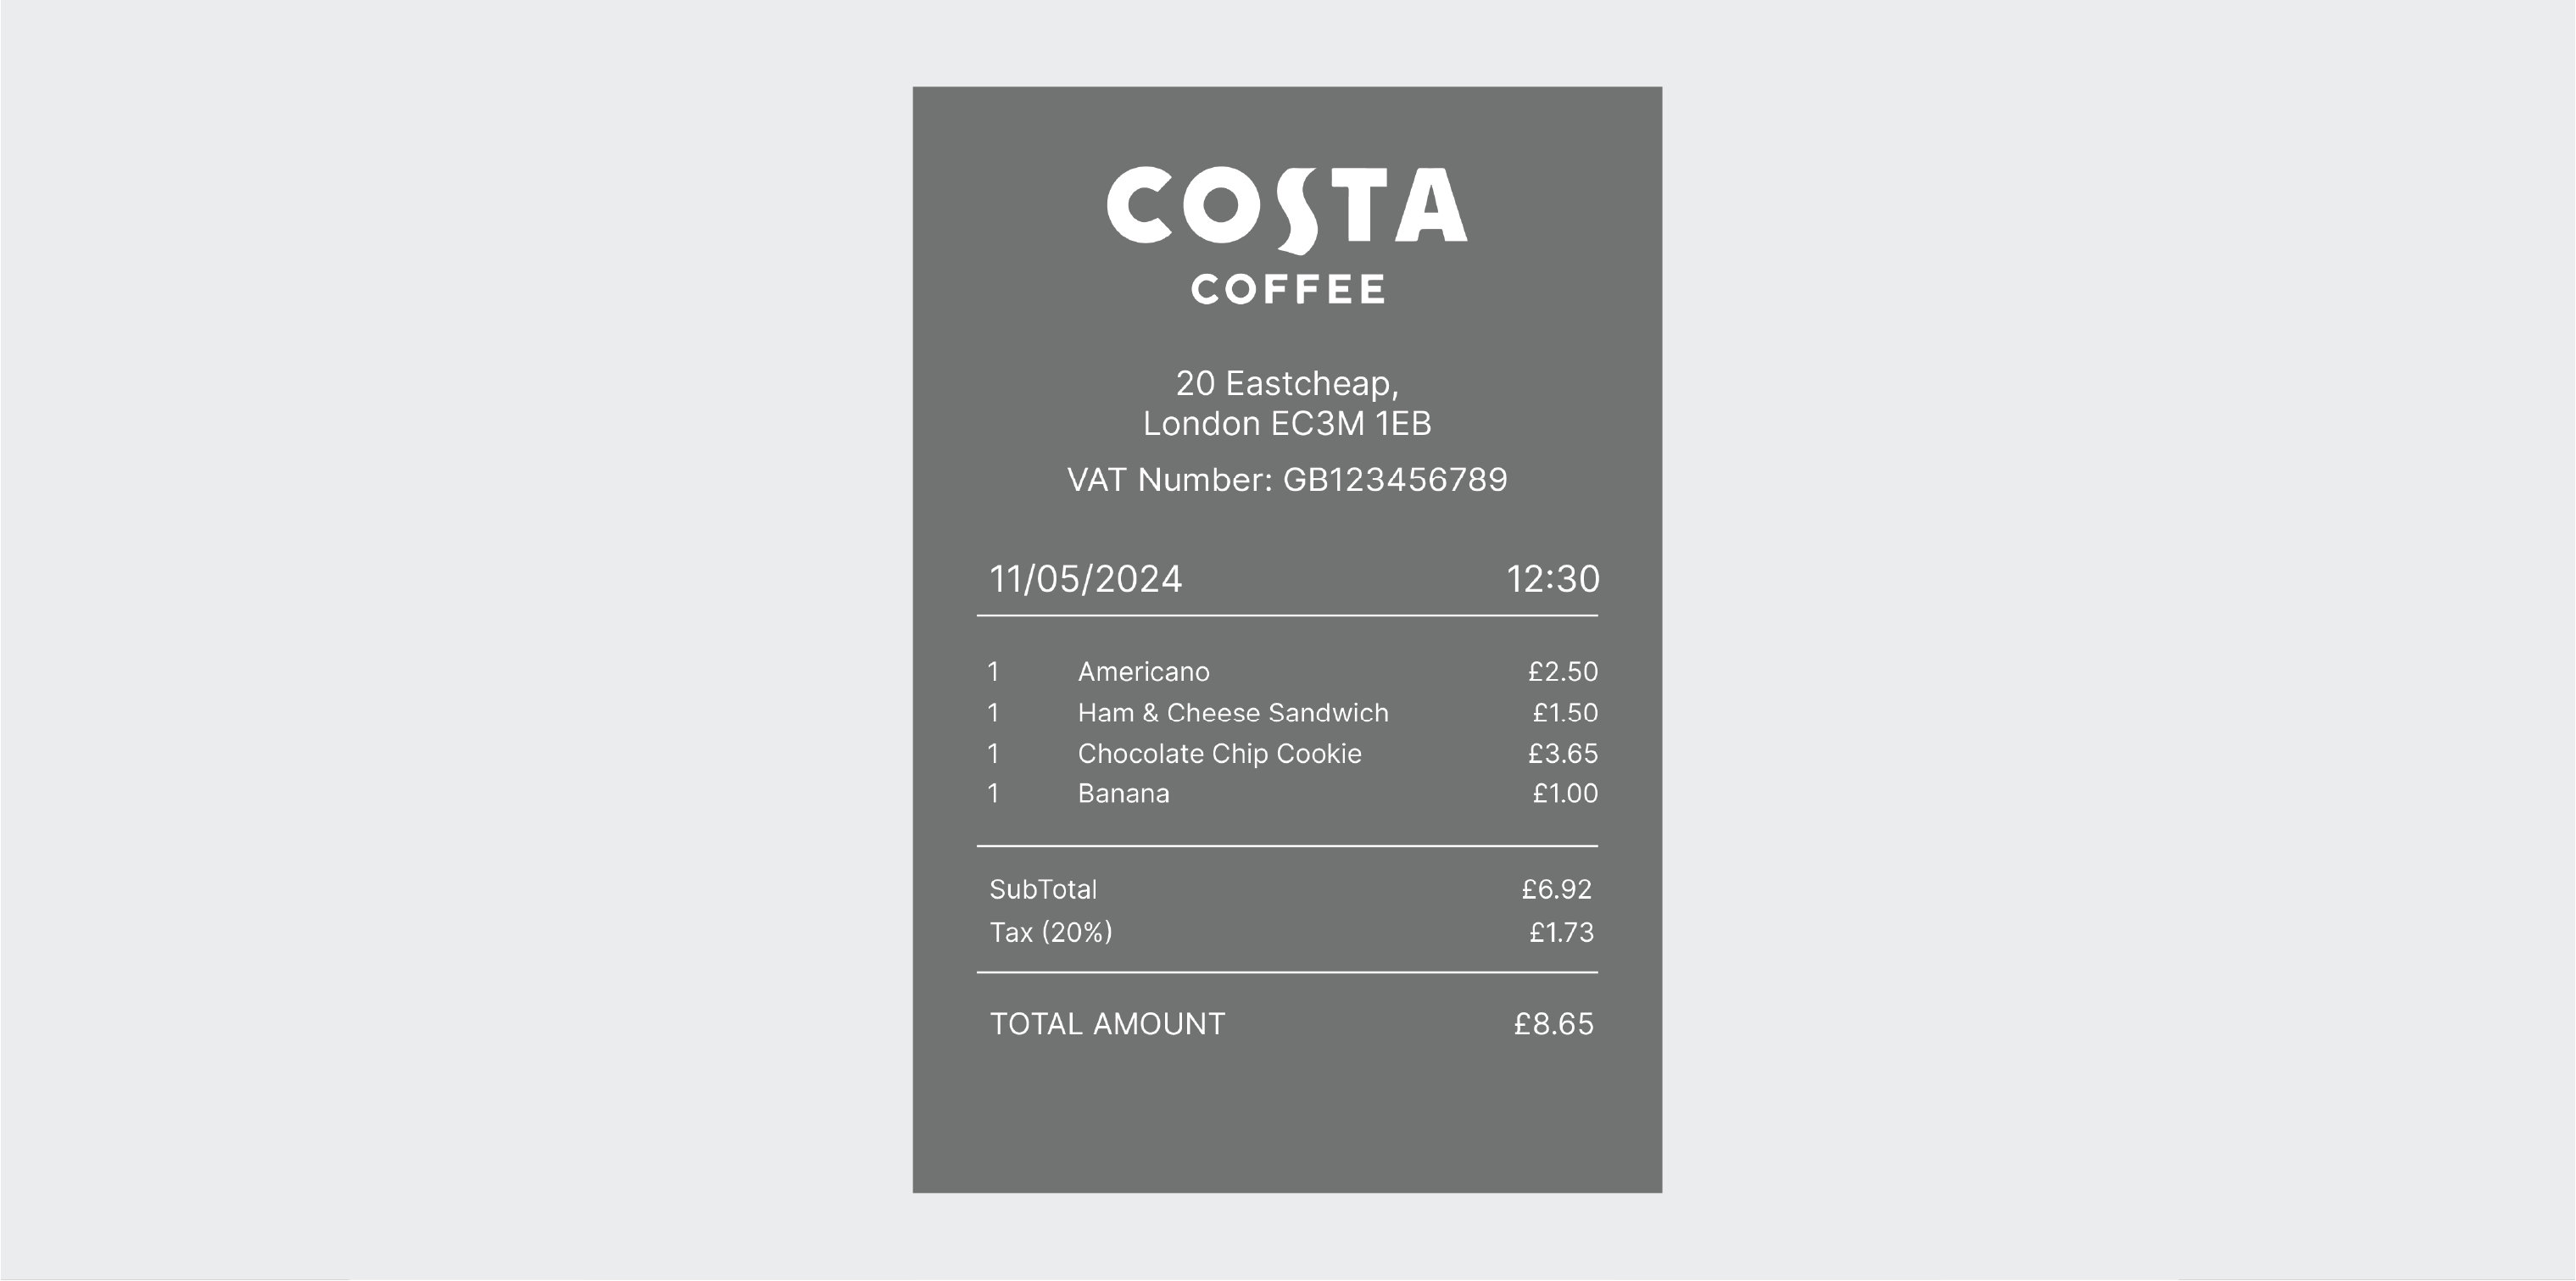 COSTA
COFFEE
20 Eastcheap,
London EC3M 1EB
VAT Number: GB123456789
11/05/2024 12:30
1 Americano £2.50
1 Ham & Cheese Sandwich £1.50
1 Chocolate Chip Cookie £3.65
1 Banana £1.00
SubTotal £6.92
Tax (20%) £1.73
TOTAL AMOUNT £8.65